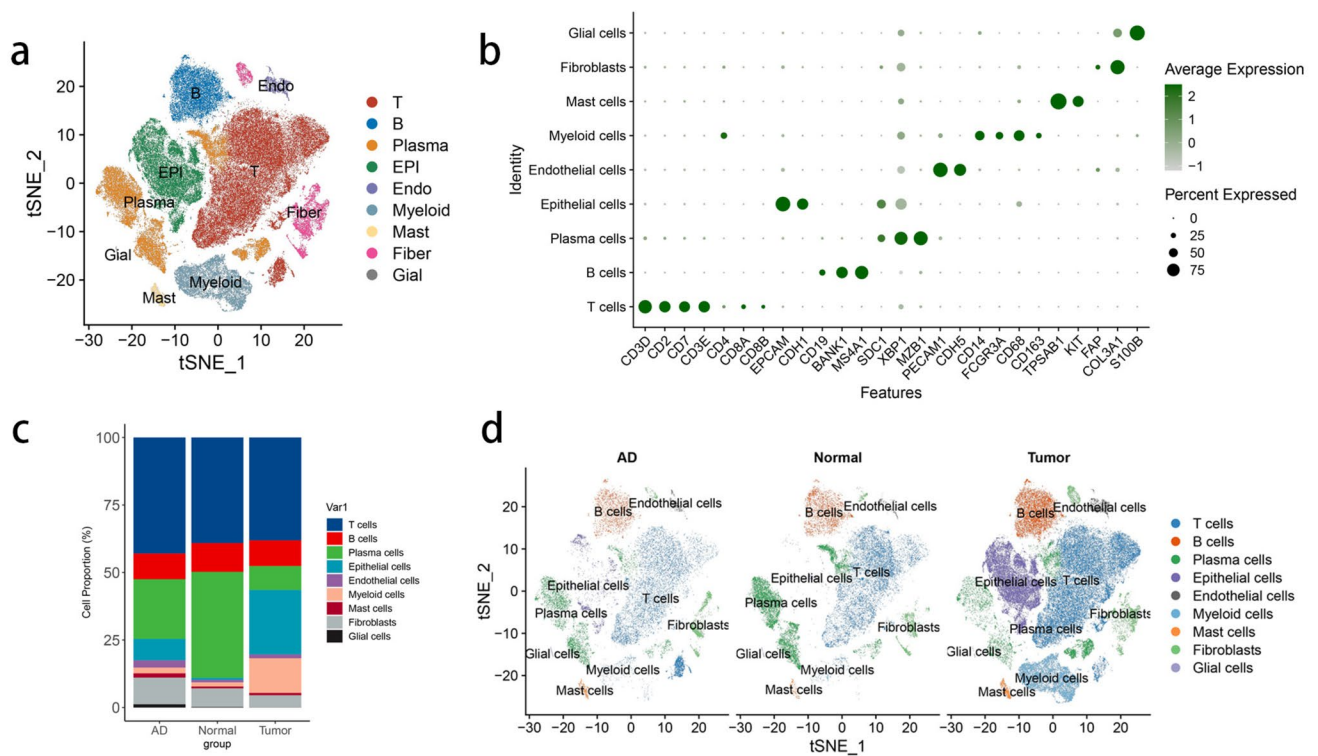 a
tSNE_2
20
10
0
−10
−20
−30 −20 −10 0 10 20
tSNE_1
B
Endo
EPI
T
Plasma
Fiber
Gial
Myeloid
Mast
T
B
Plasma
EPI
Endo
Myeloid
Mast
Fiber
Gial
b
Identity
Glial cells
Fibroblasts
Mast cells
Myeloid cells
Endothelial cells
Epithelial cells
Plasma cells
B cells
T cells
CD3D CD2 CD7 CD3E CD4 CD8A CD8B EPCAM CDH1 CD19 BANK1 MS4A1 SDC1 XBP1 MZB1 PECAM1 CDH5 CD14 FCGR3A CD68 CD163 TPSAB1 KIT FAP COL3A1 S100B
Features
Average Expression
2
1
0
−1
Percent Expressed
0
25
50
75
c
Cell Proportion (%)
100
75
50
25
0
AD Normal Tumor
group
Var1
T cells
B cells
Plasma cells
Epithelial cells
Endothelial cells
Myeloid cells
Mast cells
Fibroblasts
Glial cells
d
AD Normal Tumor
tSNE_2
20
10
0
−10
−20
Endothelial cells
B cells
Epithelial cells
T cells
Plasma cells
Fibroblasts
Glial cells
Myeloid cells
Mast cells
−30 −20 −10 0 10 20
Endothelial cells
B cells
T cells
Epithelial cells
Plasma cells
Fibroblasts
Glial cells
Myeloid cells
Mast cells
−30 −20 −10 0 10 20
Endothelial cells
B cells
Epithelial cells
T cells
Fibroblasts
Plasma cells
Glial cells
Myeloid cells
Mast cells
−30 −20 −10 0 10 20
tSNE_1
T cells
B cells
Plasma cells
Epithelial cells
Endothelial cells
Myeloid cells
Mast cells
Fibroblasts
Glial cells